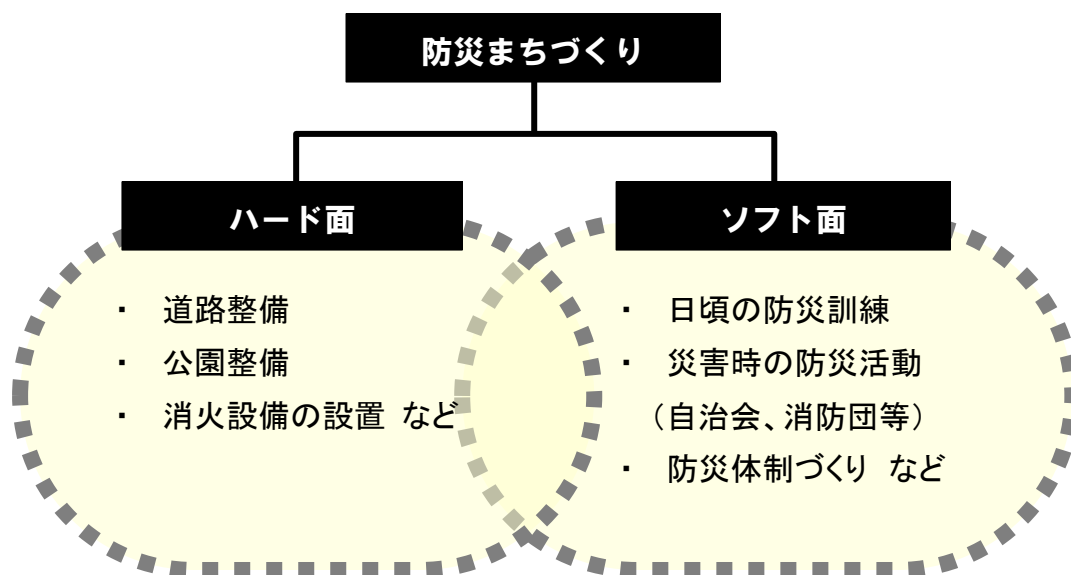 防災まちづくり
ハード面
・ 道路整備
・ 公園整備
・ 消火設備の設置 など
ソフト面
・ 日頃の防災訓練
・ 災害時の防災活動
（自治会、消防団等）
・ 防災体制づくり など